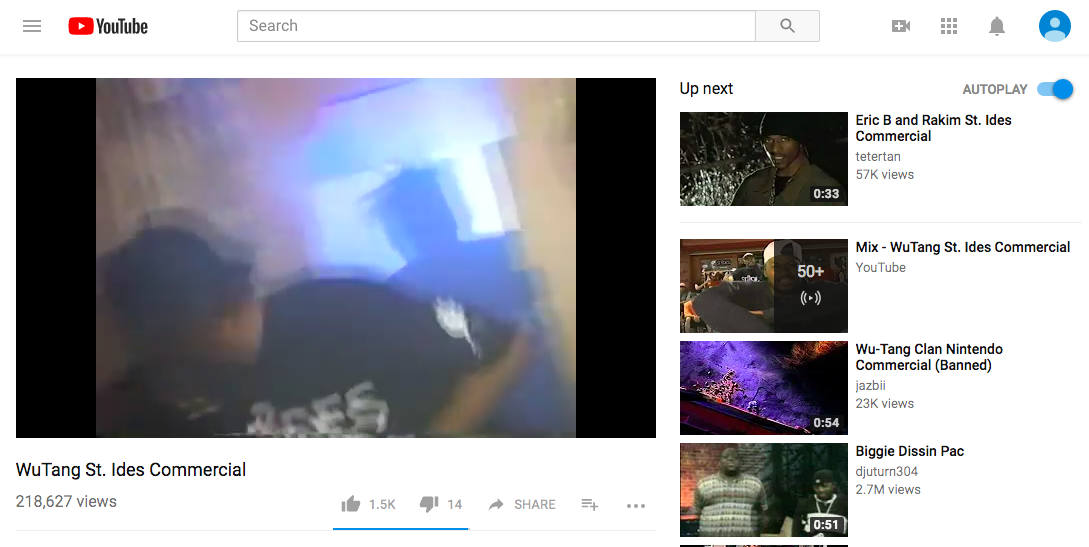 YouTube
Search
Up next
AUTOPLAY
Eric B and Rakim St. Ides
Commercial
tetertan
57K views
0:33
Mix - WuTang St. Ides Commercial
YouTube
50+
Wu-Tang Clan Nintendo
Commercial (Banned)
jazbii
23K views
0:54
Biggie Dissin Pac
djuturn304
2.7M views
0:51
WuTang St. Ides Commercial
218,627 views
1.5K
14
SHARE